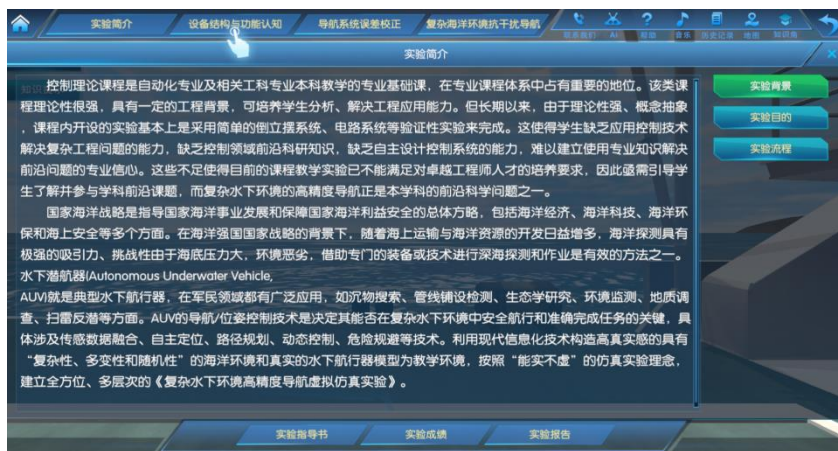 实验简介
设备结构与功能认知
导航系统误差校正
复杂海洋环境抗干扰导航
联系我们
AI
帮助
音乐
历史记录
地图
知识角
实验简介
控制理论课程是自动化专业及相关工科专业本科教学的专业基础课，在专业课程体系中占有重要的地位。该类课
程理论性很强，具有一定的工程背景，可培养学生分析、解决工程应用能力。但长期以来，由于理论性强、概念抽象
，课程内开设的实验基本上是采用简单的倒立摆系统、电路系统等验证性实验来完成。这使得学生缺乏应用控制技术
解决复杂工程问题的能力，缺乏控制领域前沿科研知识，缺乏自主设计控制系统的能力，难以建立使用专业知识解决
前沿问题的专业信心。这些不足使得目前的课程教学实验已不能满足对卓越工程师人才的培养要求，因此亟需引导学
生了解并参与学科前沿课题，而复杂水下环境的高精度导航正是本学科的前沿科学问题之一。
国家海洋战略是指导国家海洋事业发展和保障国家海洋利益安全的总体方略，包括海洋经济、海洋科技、海洋环
保和海上安全等多个方面。在海洋强国国家战略的背景下，随着海上运输与海洋资源的开发日益增多，海洋探测具有
极强的吸引力、挑战性由于海底压力大，环境恶劣，借助专门的装备或技术进行深海探测和作业是有效的方法之一。
水下潜航器(Autonomous Underwater Vehicle,
AUV)就是典型水下航行器，在军民领域都有广泛应用，如沉物搜索、管线铺设检测、生态学研究、环境监测、地质调
查、扫雷反潜等方面。AUV的导航/位姿控制技术是决定其能否在复杂水下环境中安全航行和准确完成任务的关键，具
体涉及传感数据融合、自主定位、路径规划、动态控制、危险规避等技术。利用现代信息化技术构造高真实感的具有
“复杂性、多变性和随机性”的海洋环境和真实的水下航行器模型为教学环境，按照“能实不虚”的仿真实验理念，
建立全方位、多层次的《复杂水下环境高精度导航虚拟仿真实验》。
实验背景
实验目的
实验流程
实验指导书
实验成绩
实验报告